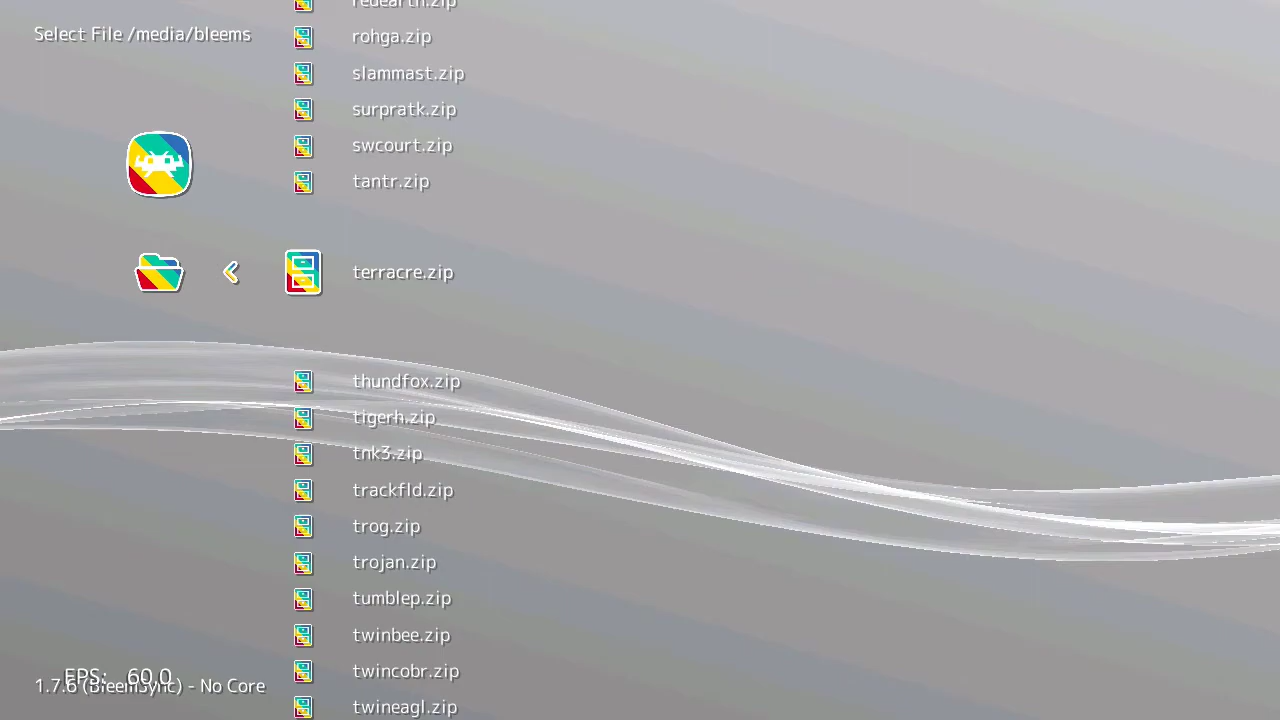 redearth.zip
Select File /media/bleems
rohga.zip
slammast.zip
surpratk.zip
swcourt.zip
tantr.zip
terracre.zip
thundfox.zip
tigerh.zip
tnk3.zip
trackfld.zip
trog.zip
trojan.zip
tumblep.zip
twinbee.zip
twincobr.zip
FPS: 60.0
1.7.6 (BleemSync) - No Core
twineagl.zip